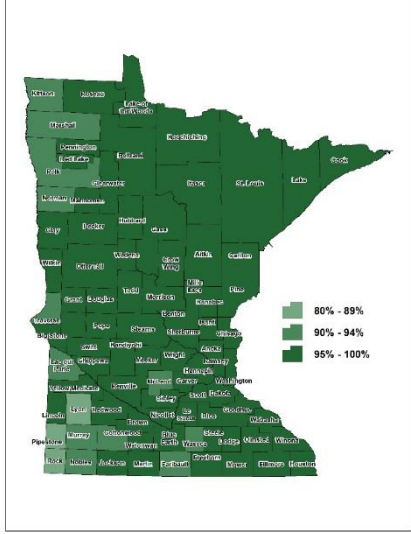 Kittson
Roseau
Lake of
the Woods
Marshall
Koochiching
Pennington
Red Lake
Beltrami
Polk
Clearwater
Itasca
St. Louis
Lake
Cook
Norman
Mahnomen
Hubbard
Cass
Clay
Becker
Wadena
Crow
Wing
Aitkin
Carlton
Wilkin
Otter Tail
Todd
Mille
Lacs
Kanabec
Pine
Grant
Douglas
Morrison
Benton
Traverse
Big Stone
Pope
Stearns
Sherburne
Isanti
Chisago
Swift
Kandiyohi
Meeker
Wright
Anoka
Ramsey
Hennepin
Washington
Chippewa
McLeod
Carver
Scott
Dakota
Yellow Medicine
Renville
Sibley
Lincoln
Lyon
Redwood
Nicollet
Le
Sueur
Rice
Goodhue
Wabasha
Brown
Pipestone
Murray
Cottonwood
Watonwan
Blue
Earth
Waseca
Steele
Dodge
Olmsted
Winona
Rock
Nobles
Jackson
Martin
Faribault
Freeborn
Mower
Fillmore
Houston
80% - 89%
90% - 94%
95% - 100%